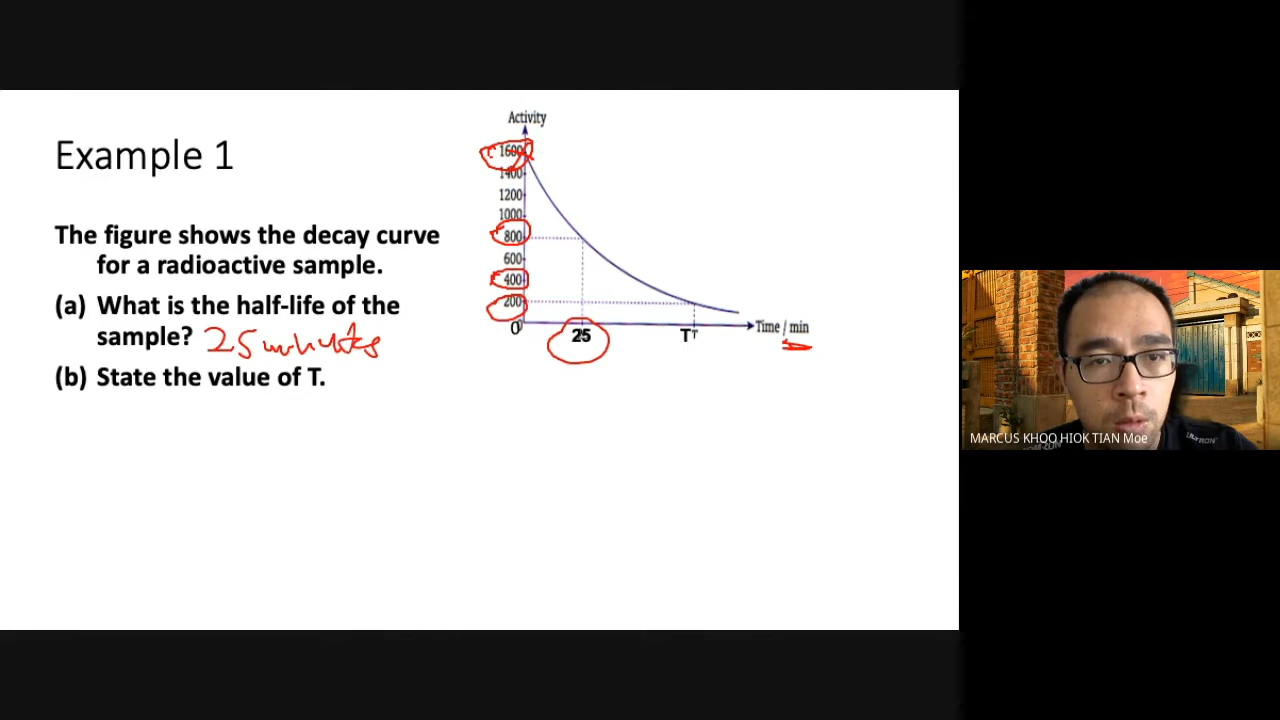 Example 1
The figure shows the decay curve
for a radioactive sample.
(a) What is the half-life of the
sample? 25 minutes
(b) State the value of T.
Activity
1600
1400
1200
1000
800
600
400
200
0
25
T T
Time / min
MARCUS KHOO HIOK TIAN Moe